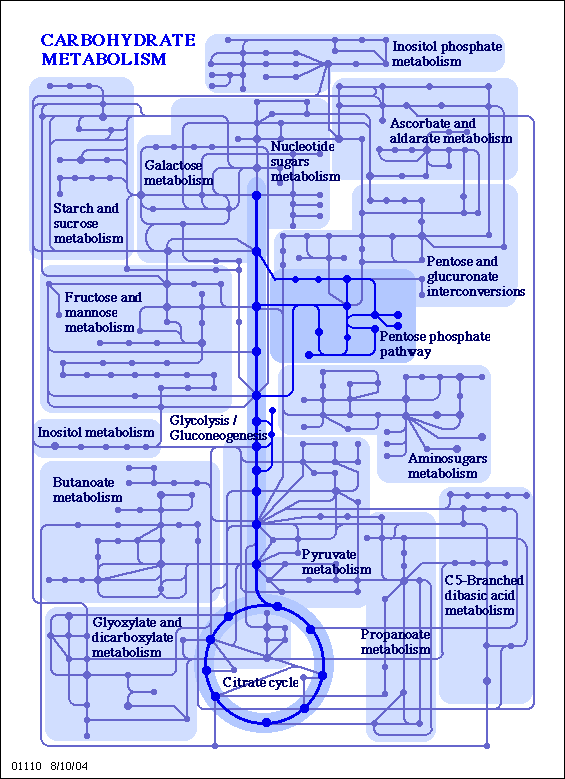 CARBOHYDRATE
METABOLISM
Inositol phosphate
metabolism
Ascorbate and
aldarate metabolism
Nucleotide
sugars
metabolism
Galactose
metabolism
Starch and
sucrose
metabolism
Pentose and
glucuronate
interconversions
Fructose and
mannose
metabolism
Pentose phosphate
pathway
Glycolysis /
Gluconeogenesis
Inositol metabolism
Aminosugars
metabolism
Butanoate
metabolism
Pyruvate
metabolism
C5-Branched
dibasic acid
metabolism
Glyoxylate and
dicarboxylate
metabolism
Propanoate
metabolism
Citrate cycle
01110 8/10/04